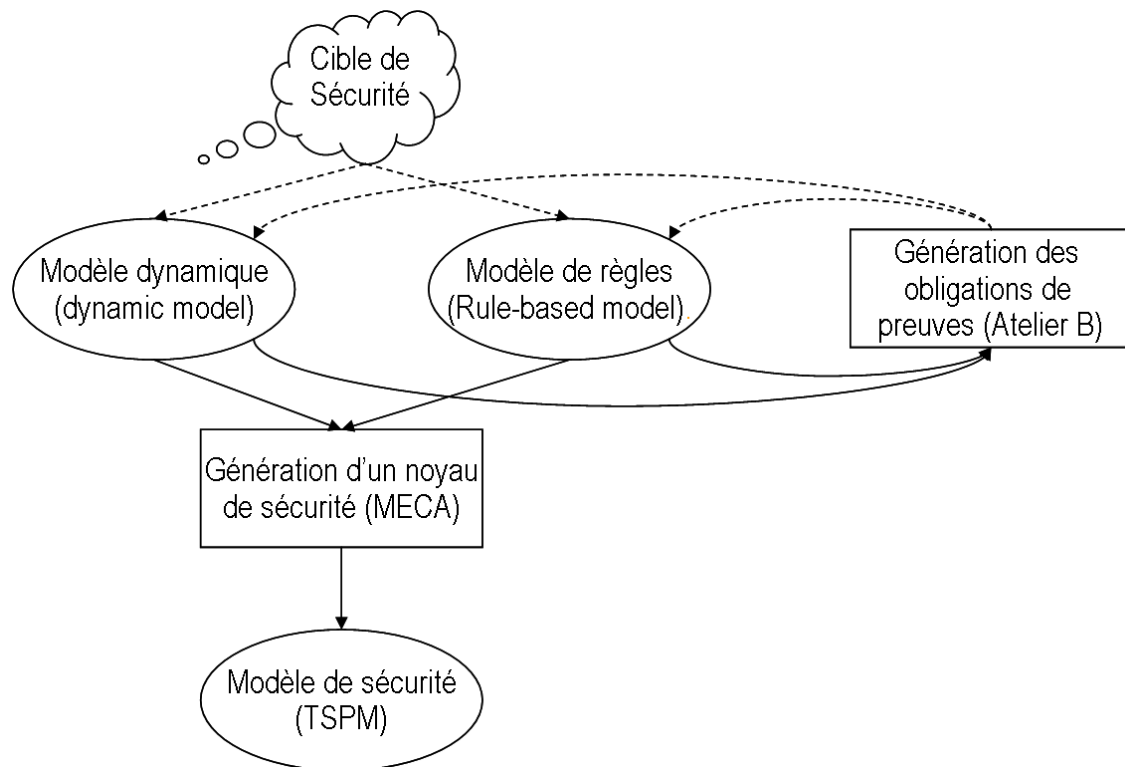 Cible de
Sécurité
Modèle dynamique
(dynamic model)
Modèle de règles
(Rule-based model)
Génération des
obligations de
preuves (Atelier B)
Génération d'un noyau
de sécurité (MECA)
Modèle de sécurité
(TSPM)